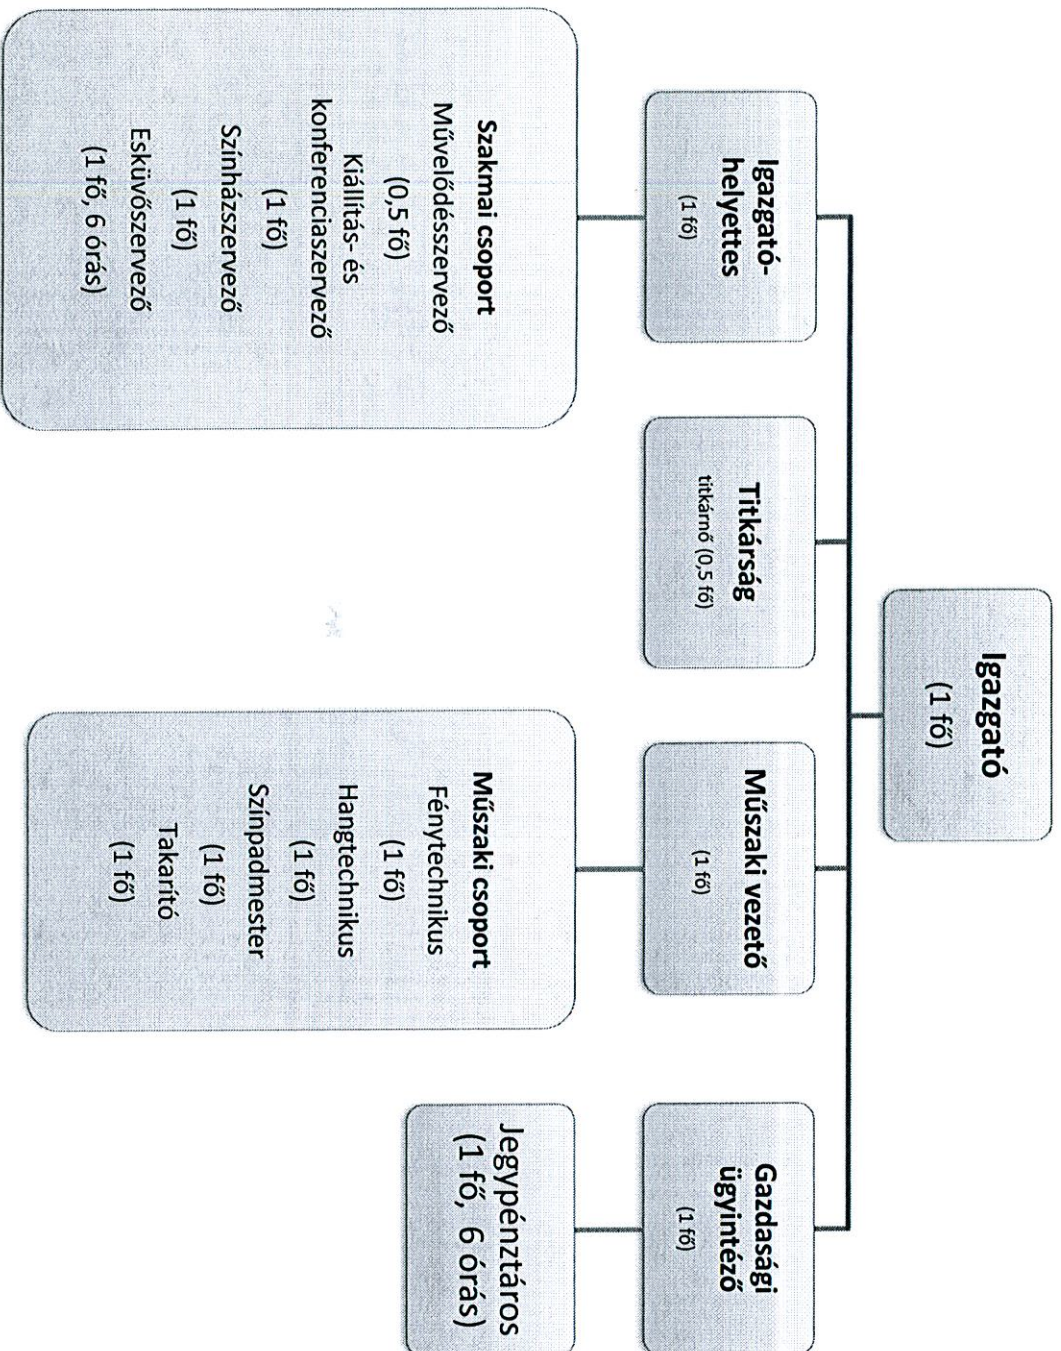 Igazgató
(1 fő)
Igazgató-
helyettes
(1 fő)
Titkárság
titkárnő (0,5 fő)
Műszaki vezető
(1 fő)
Gazdasági
ügyintéző
(1 fő)
Szakmai csoport
Művelődésszervező
(0,5 fő)
Kiállítás- és
konferenciaszervező
(1 fő)
Színházszervező
(1 fő)
Esküvőszervező
(1 fő, 6 órás)
Műszaki csoport
Fénytechnikus
(1 fő)
Hangtechnikus
(1 fő)
Színpadmester
(1 fő)
Takarító
(1 fő)
Jegypénztáros
(1 fő, 6 órás)